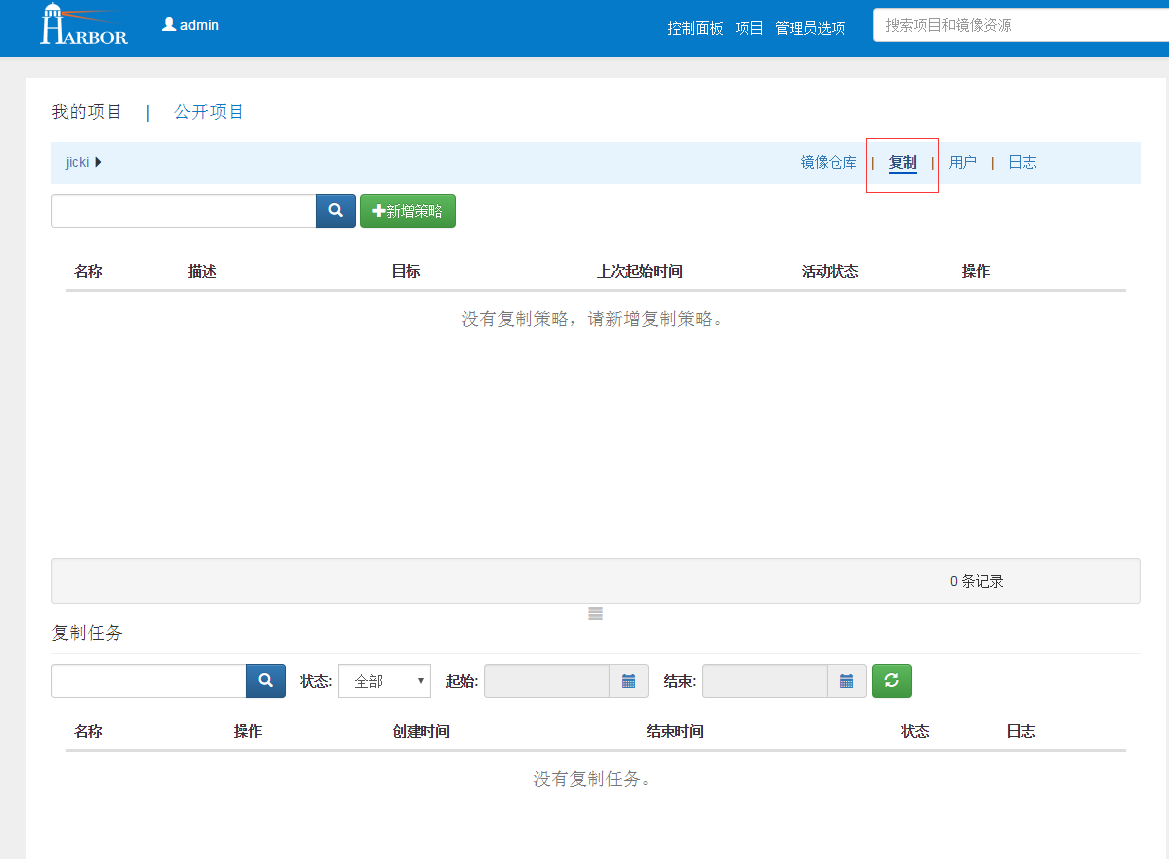 HARBOR admin 控制面板 项目 管理员选项 搜索项目和镜像资源
我的项目 | 公开项目
jicki 镜像仓库 | 复制 | 用户 | 日志
新增策略
名称 描述 目标 上次起始时间 活动状态 操作
没有复制策略，请新增复制策略。
0 条记录
复制任务
状态: 全部 起始: 结束:
名称 操作 创建时间 结束时间 状态 日志
没有复制任务。